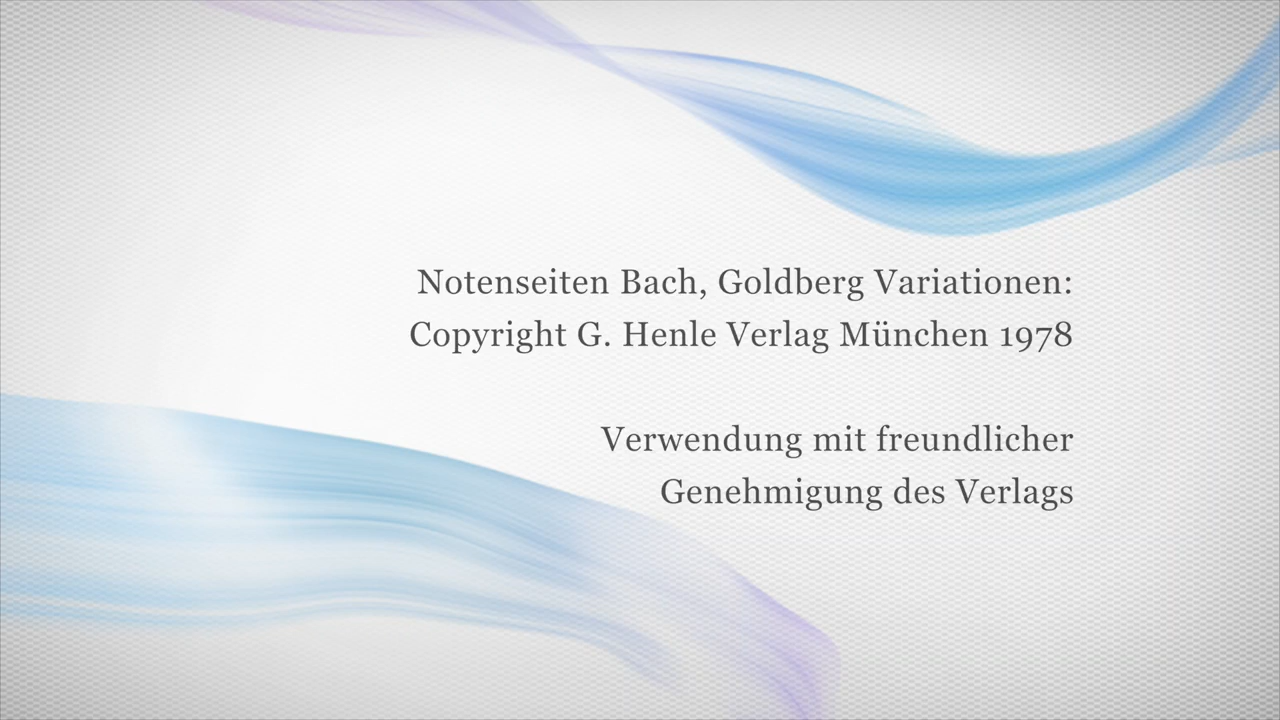 Notenseiten Bach, Goldberg Variationen:
Copyright G. Henle Verlag München 1978
Verwendung mit freundlicher
Genehmigung des Verlags